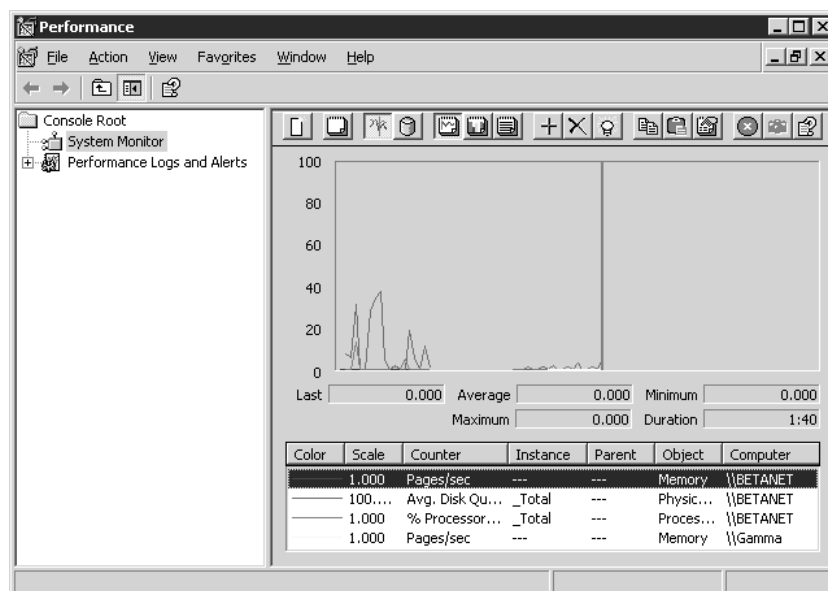 Performance
File Action View Favorites Window Help
Console Root
System Monitor
Performance Logs and Alerts
100
80
60
40
20
0
Last 0.000 Average 0.000 Minimum 0.000
Maximum 0.000 Duration 1:40
Color Scale Counter Instance Parent Object Computer
1.000 Pages/sec --- --- Memory \\BETANET
100.... Avg. Disk Qu... _Total --- Physic... \\BETANET
1.000 % Processor... _Total --- Proces... \\BETANET
1.000 Pages/sec --- --- Memory \\Gamma